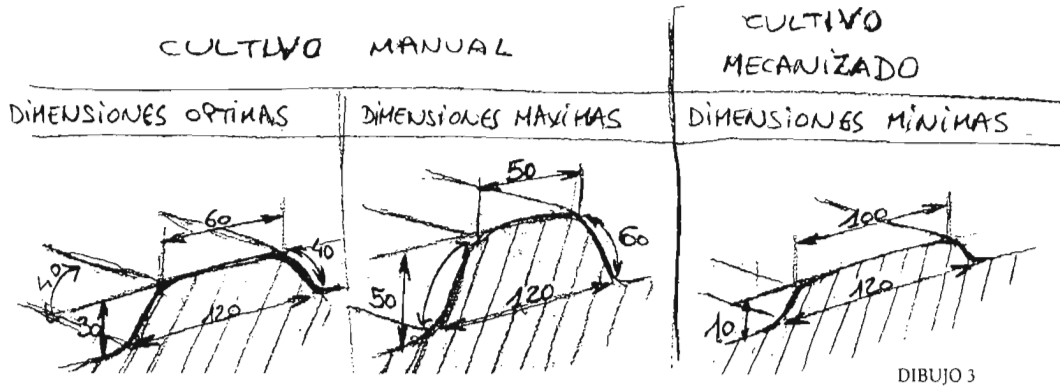 CULTIVO MANUAL
CULTIVO
MECANIZADO
DIMENSIONES OPTIMAS
DIMENSIONES MAXIMAS
DIMENSIONES MINIMAS
60
40
30
120
50
60
50
120
100
10
120
DIBUJO 3